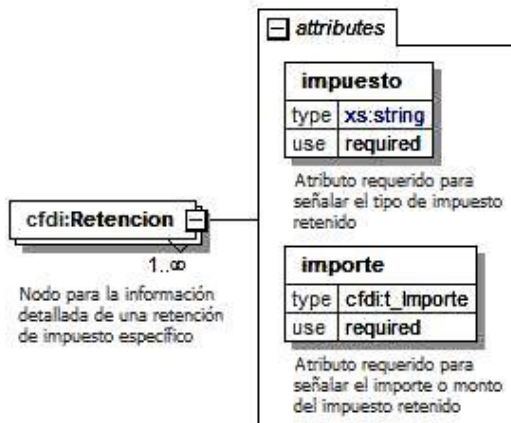 attributes
impuesto
type xs:string
use required
Atributo requerido para
señalar el tipo de impuesto
retenido
cfdi:Retencion
1..∞
Nodo para la información
detallada de una retención
de impuesto específico
importe
type cfdi:t_Importe
use required
Atributo requerido para
señalar el importe o monto
del impuesto retenido